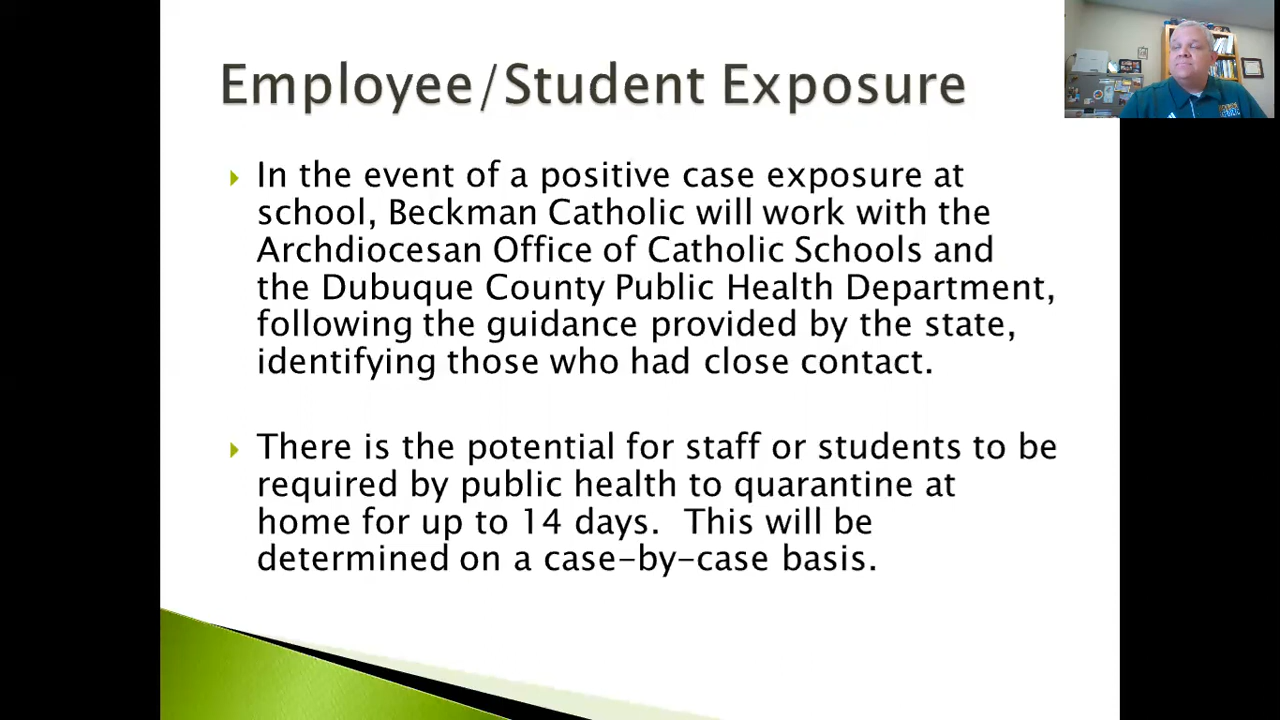 Employee/Student Exposure
In the event of a positive case exposure at
school, Beckman Catholic will work with the
Archdiocesan Office of Catholic Schools and
the Dubuque County Public Health Department,
following the guidance provided by the state,
identifying those who had close contact.
There is the potential for staff or students to be
required by public health to quarantine at
home for up to 14 days.  This will be
determined on a case-by-case basis.